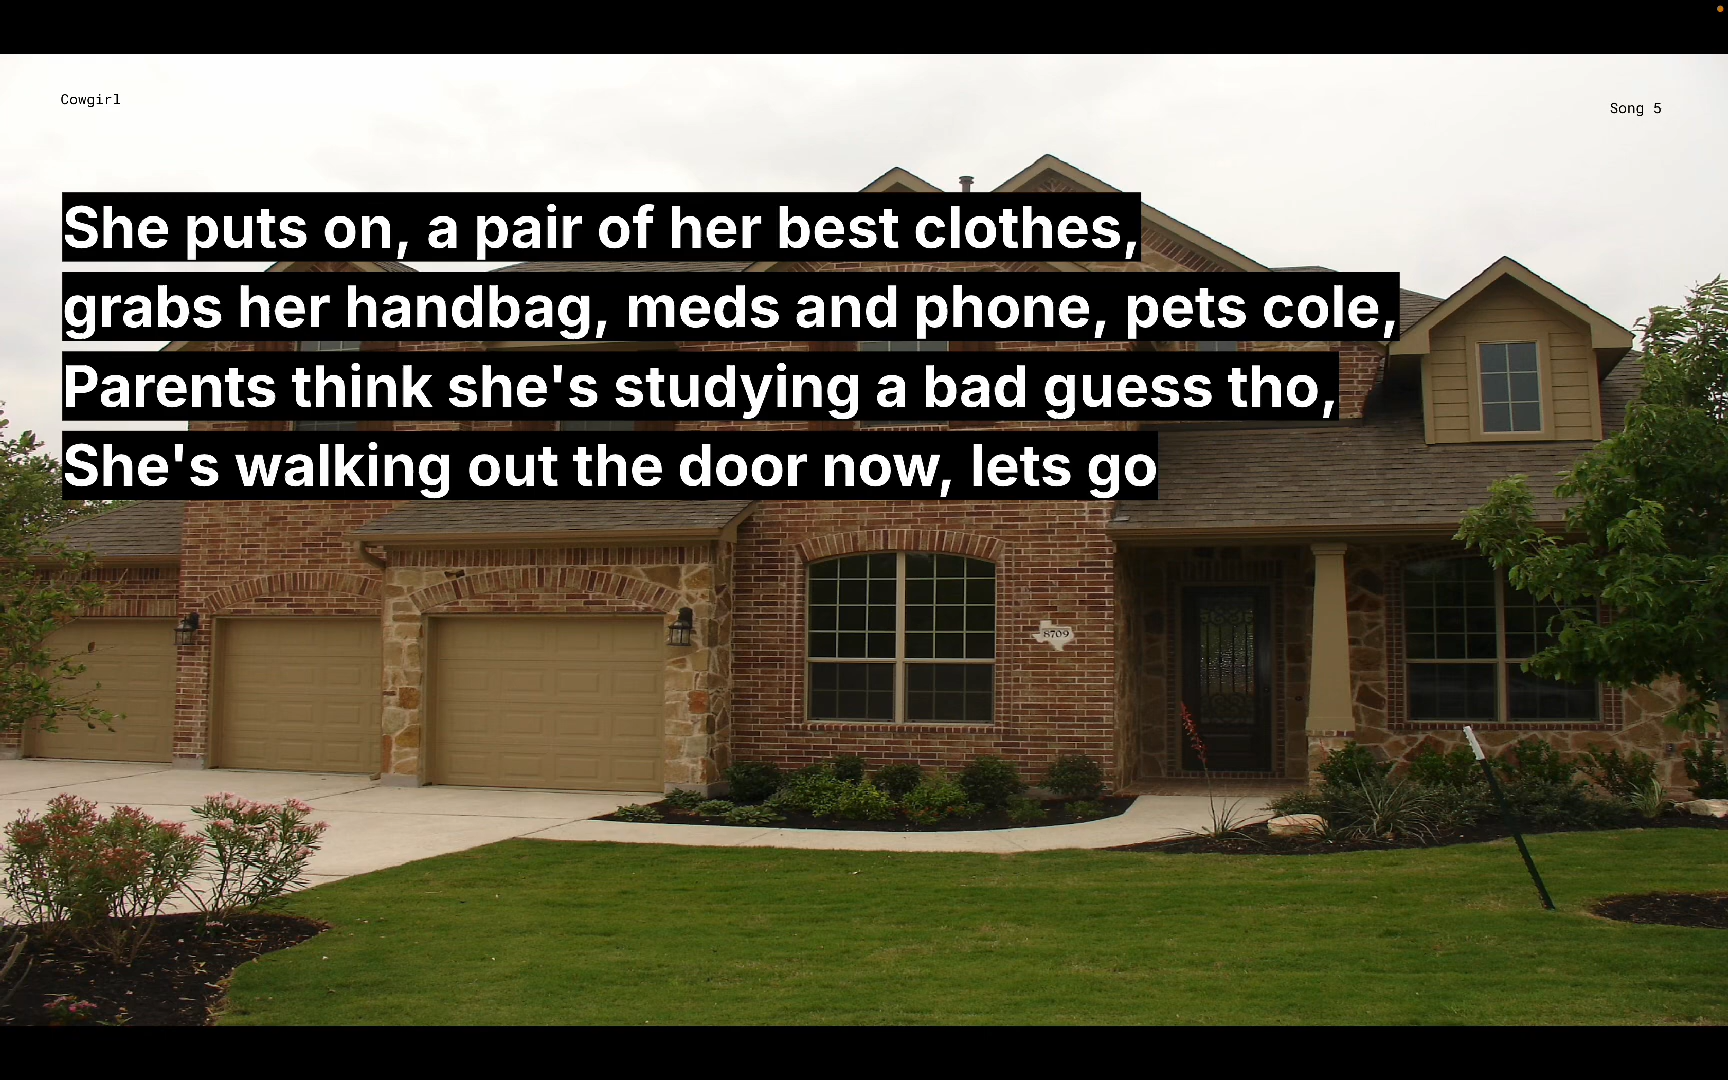 Cowgirl
Song 5
She puts on, a pair of her best clothes,
grabs her handbag, meds and phone, pets cole,
Parents think she's studying a bad guess tho,
She's walking out the door now, lets go
8709